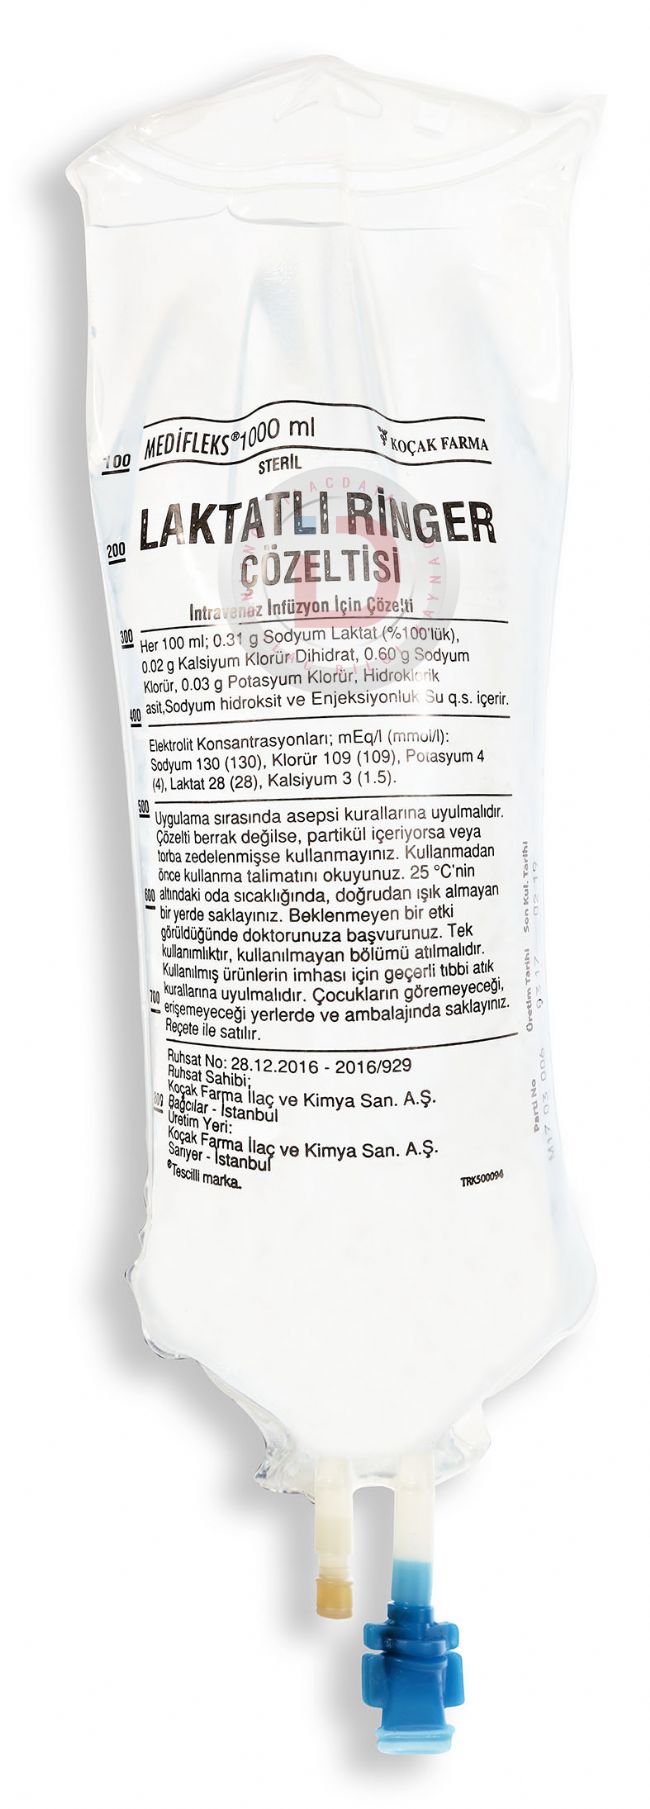 MEDİFLEKS® 1000 ml
KOÇAK FARMA
STERİL
LAKTATLI RİNGER
ÇÖZELTİSİ
İntravenöz İnfüzyon İçin Çözelti
Her 100 ml; 0.31 g Sodyum Laktat (%100'lük),
0.02 g Kalsiyum Klorür Dihidrat, 0.60 g Sodyum
Klorür, 0.03 g Potasyum Klorür, Hidroklorik
asit,Sodyum hidroksit ve Enjeksiyonluk Su q.s. içerir.
Elektrolit Konsantrasyonları; mEq/l (mmol/l):
Sodyum 130 (130), Klorür 109 (109), Potasyum 4
(4), Laktat 28 (28), Kalsiyum 3 (1.5).
Uygulama sırasında asepsi kurallarına uyulmalıdır.
Çözelti berrak değilse, partikül içeriyorsa veya
torba zedelenmişse kullanmayınız. Kullanmadan
önce kullanma talimatını okuyunuz. 25 °C'nin
altındaki oda sıcaklığında, doğrudan ışık almayan
bir yerde saklayınız. Beklenmeyen bir etki
görüldüğünde doktorunuza başvurunuz. Tek
kullanımlıktır, kullanılmayan bölümü atılmalıdır.
Kullanılmış ürünlerin imhası için geçerli tıbbi atık
kurallarına uyulmalıdır. Çocukların göremeyeceği,
erişemeyeceği yerlerde ve ambalajında saklayınız.
Reçete ile satılır.
Ruhsat No: 28.12.2016 - 2016/929
Ruhsat Sahibi;
Koçak Farma İlaç ve Kimya San. A.Ş.
Bağcılar - İstanbul
Üretim Yeri:
Koçak Farma İlaç ve Kimya San. A.Ş.
Sarıyer - İstanbul
®Tescilli marka.
TRK500094
100
200
300
400
500
600
700
800
Parti No Üretim Tarihi Son Kul. Tarihi
M17 03 006 03 17 02 19